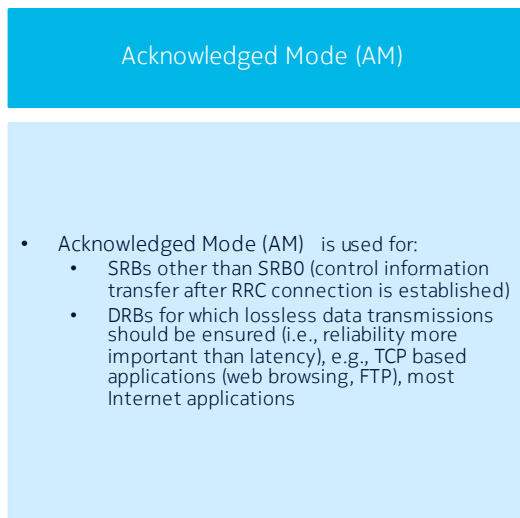 Acknowledged Mode (AM)
• Acknowledged Mode (AM) is used for:
• SRBs other than SRB0 (control information
transfer after RRC connection is established)
• DRBs for which lossless data transmissions
should be ensured (i.e., reliability more
important than latency), e.g., TCP based
applications (web browsing, FTP), most
Internet applications